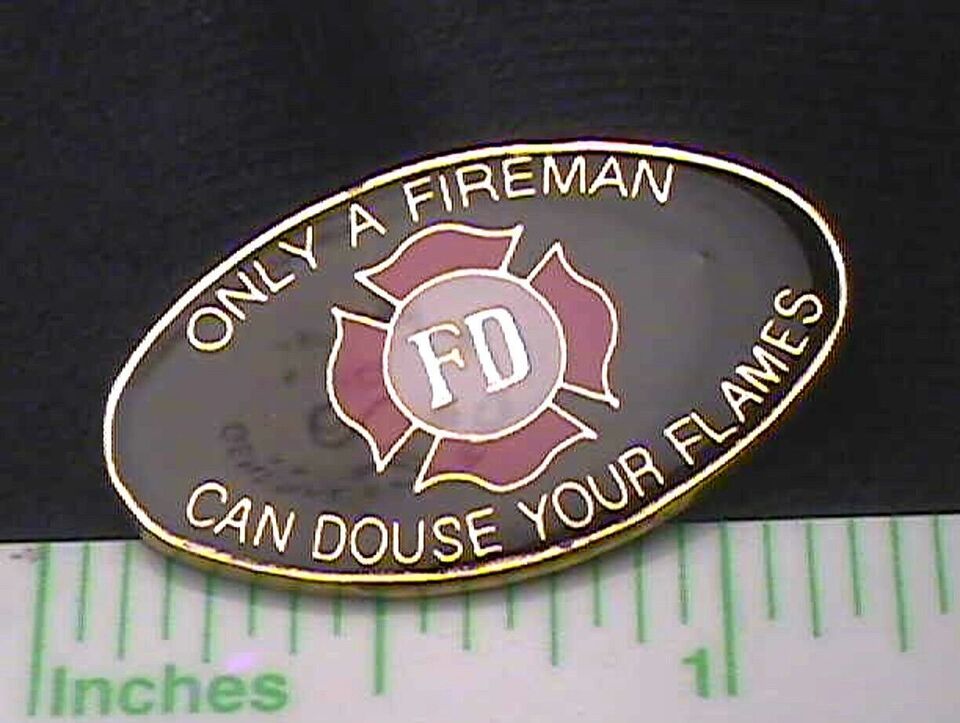 ONLY A FIREMAN
FD
CAN DOUSE YOUR FLAMES
1
Inches